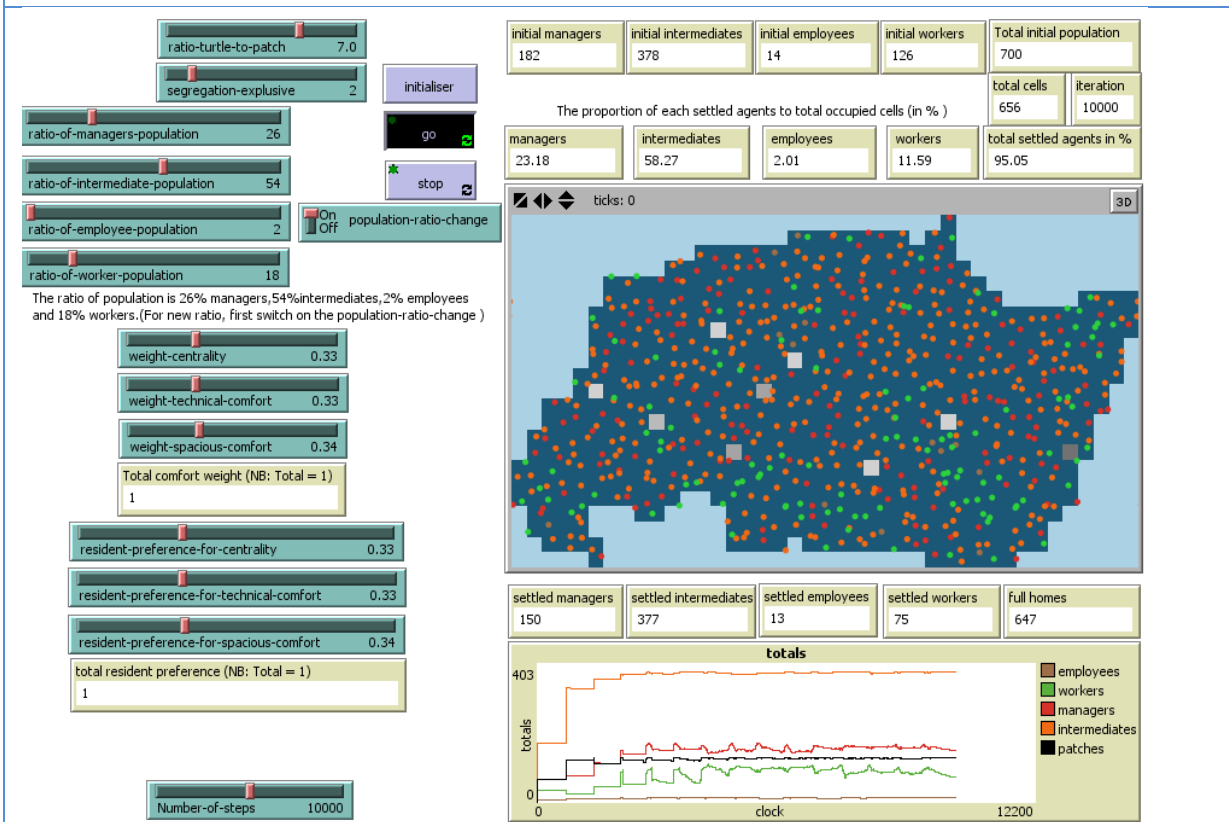 ratio-turtle-to-patch 7.0
segregation-explusive 2
initialiser
ratio-of-managers-population 26
go
ratio-of-intermediate-population 54
stop
ratio-of-employee-population 2
On
Off
population-ratio-change
ratio-of-worker-population 18
The ratio of population is 26% managers,54%intermediates,2% employees
and 18% workers.(For new ratio, first switch on the population-ratio-change )
weight-centrality 0.33
weight-technical-comfort 0.33
weight-spacious-comfort 0.34
Total comfort weight (NB: Total = 1)
1
resident-preference-for-centrality 0.33
resident-preference-for-technical-comfort 0.33
resident-preference-for-spacious-comfort 0.34
total resident preference (NB: Total = 1)
1
Number-of-steps 10000
initial managers
182
initial intermediates
378
initial employees
14
initial workers
126
Total initial population
700
total cells
656
iteration
10000
The proportion of each settled agents to total occupied cells (in % )
managers
23.18
intermediates
58.27
employees
2.01
workers
11.59
total settled agents in %
95.05
ticks: 0
3D
settled managers
150
settled intermediates
377
settled employees
13
settled workers
75
full homes
647
totals
403
totals
0
0
clock
12200
employees
workers
managers
intermediates
patches